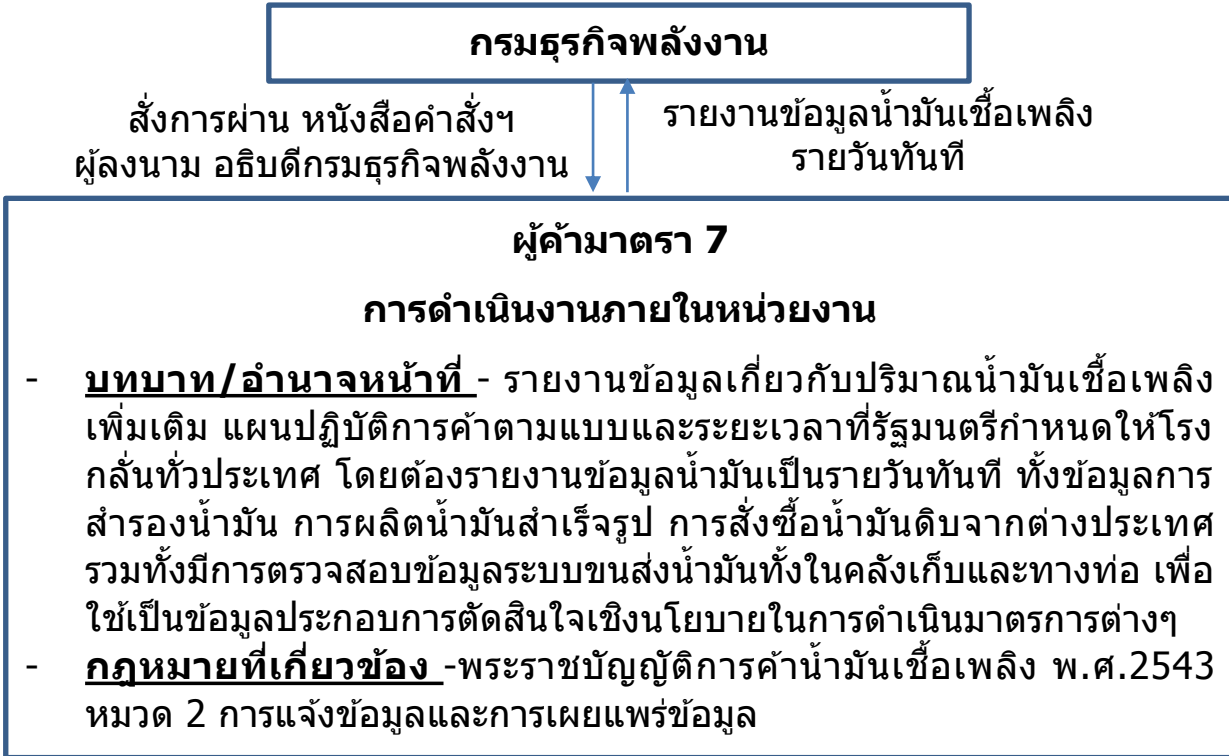 กรมธุรกิจพลังงาน
สั่งการผ่าน หนังสือคำสั่งฯ
ผู้ลงนาม อธิบดีกรมธุรกิจพลังงาน
รายงานข้อมูลน้ำมันเชื้อเพลิง
รายวันทันที
ผู้ค้ามาตรา 7
การดำเนินงานภายในหน่วยงาน
- บทบาท/อำนาจหน้าที่ - รายงานข้อมูลเกี่ยวกับปริมาณน้ำมันเชื้อเพลิง
เพิ่มเติม แผนปฏิบัติการค้าตามแบบและระยะเวลาที่รัฐมนตรีกำหนดให้โรง
กลั่นทั่วประเทศ โดยต้องรายงานข้อมูลน้ำมันเป็นรายวันทันที ทั้งข้อมูลการ
สำรองน้ำมัน การผลิตน้ำมันสำเร็จรูป การสั่งซื้อน้ำมันดิบจากต่างประเทศ
รวมทั้งมีการตรวจสอบข้อมูลระบบขนส่งน้ำมันทั้งในคลังเก็บและทางท่อ เพื่อ
ใช้เป็นข้อมูลประกอบการตัดสินใจเชิงนโยบายในการดำเนินมาตรการต่างๆ
- กฎหมายที่เกี่ยวข้อง -พระราชบัญญัติการค้าน้ำมันเชื้อเพลิง พ.ศ.2543
หมวด 2 การแจ้งข้อมูลและการเผยแพร่ข้อมูล